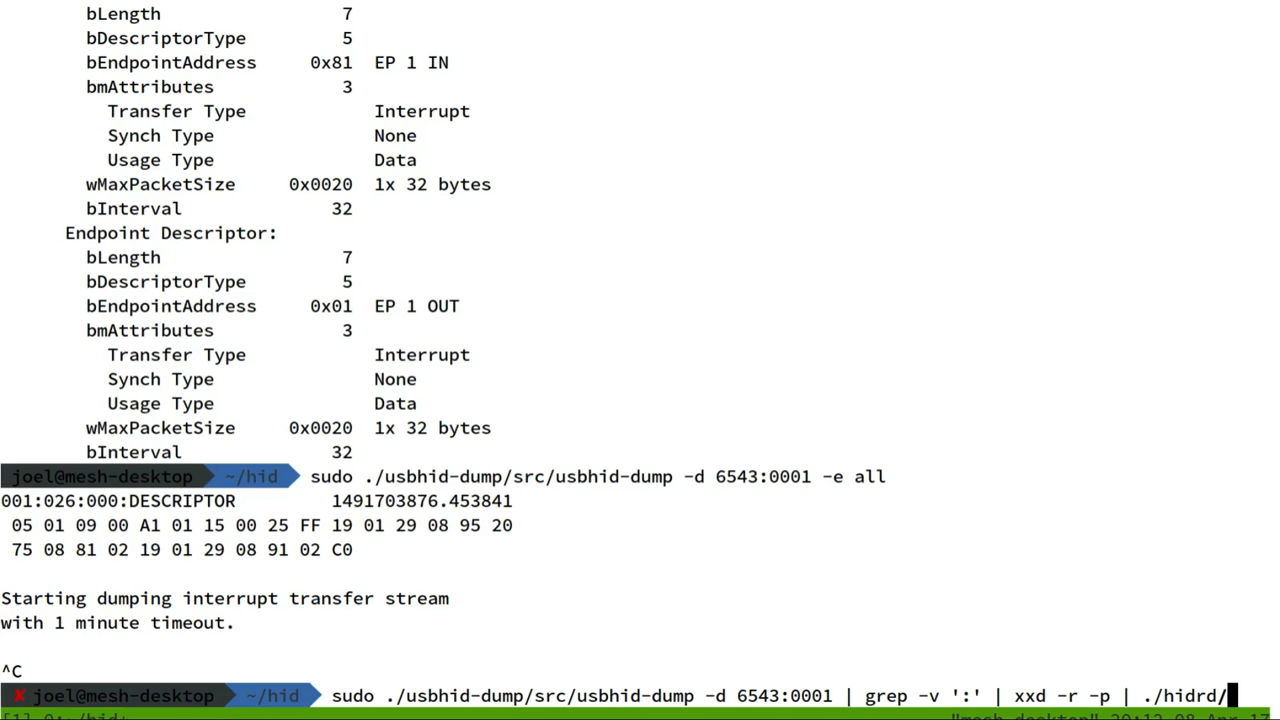 bLength 7
bDescriptorType 5
bEndpointAddress 0x81 EP 1 IN
bmAttributes 3
Transfer Type Interrupt
Synch Type None
Usage Type Data
wMaxPacketSize 0x0020 1x 32 bytes
bInterval 32
Endpoint Descriptor:
bLength 7
bDescriptorType 5
bEndpointAddress 0x01 EP 1 OUT
bmAttributes 3
Transfer Type Interrupt
Synch Type None
Usage Type Data
wMaxPacketSize 0x0020 1x 32 bytes
bInterval 32
joel@mesh-desktop ~/hid sudo ./usbhid-dump/src/usbhid-dump -d 6543:0001 -e all
001:026:000:DESCRIPTOR 1491703876.453841
05 01 09 00 A1 01 15 00 25 FF 19 01 29 08 95 20
75 08 81 02 19 01 29 08 91 02 C0
Starting dumping interrupt transfer stream
with 1 minute timeout.
^C
✘ joel@mesh-desktop ~/hid sudo ./usbhid-dump/src/usbhid-dump -d 6543:0001 | grep -v ':' | xxd -r -p | ./hidrd/